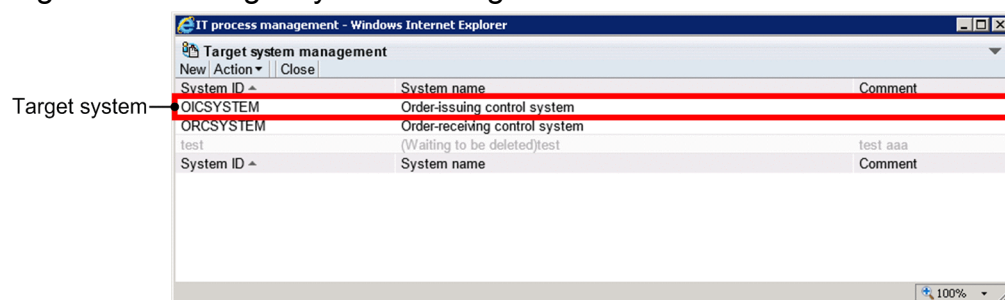 IT process management - Windows Internet Explorer
Target system management
New Action Close
System ID System name Comment
Target system
OICSYSTEM Order-issuing control system
ORCSYSTEM Order-receiving control system
test (Waiting to be deleted)test test aaa
System ID System name Comment
100%